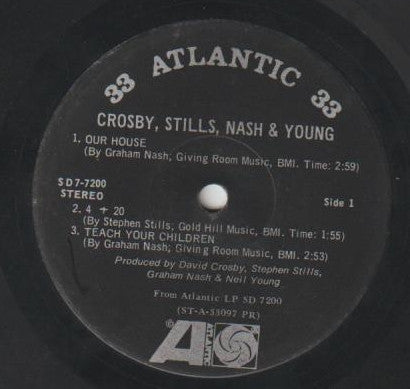 33 ATLANTIC 33
CROSBY, STILLS, NASH & YOUNG
1. OUR HOUSE
(By Graham Nash; Giving Room Music, BMI. Time: 2:59)
SD7-7200
STEREO
Side 1
2. 4 + 20
(By Stephen Stills; Gold Hill Music, BMI. Time: 1:55)
3. TEACH YOUR CHILDREN
(By Graham Nash; Giving Room Music, BMI. 2:53)
Produced by David Crosby, Stephen Stills,
Graham Nash & Neil Young
From Atlantic LP SD 7200
(ST-A-33097 PR)
A
ATLANTIC
®